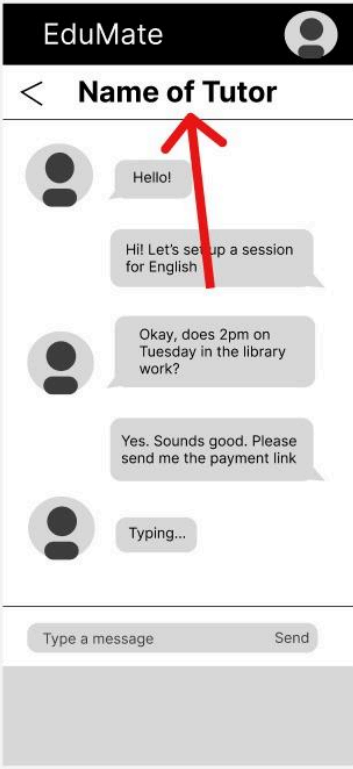 EduMate
< Name of Tutor
Hello!
Hi! Let's set up a session
for English
Okay, does 2pm on
Tuesday in the library
work?
Yes. Sounds good. Please
send me the payment link
Typing...
Type a message Send